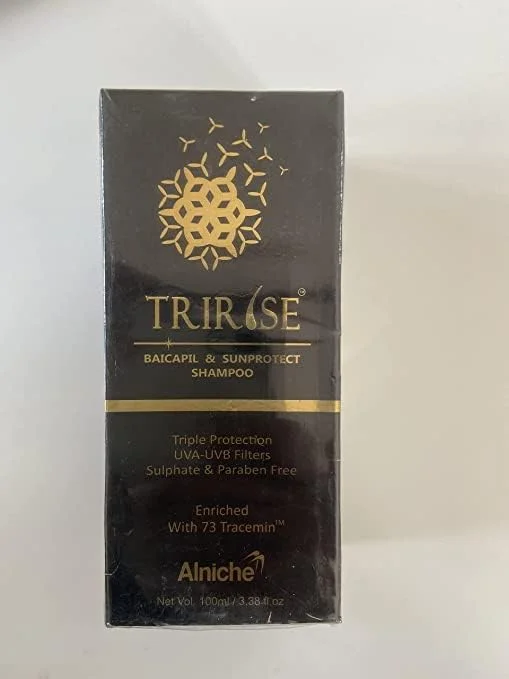 TRIRISE™
BAICAPIL & SUNPROTECT
SHAMPOO
Triple Protection
UVA-UVB Filters
Sulphate & Paraben Free
Enriched
With 73 Tracemin™
Alniche
Net Vol. 100ml / 3.38 fl.oz